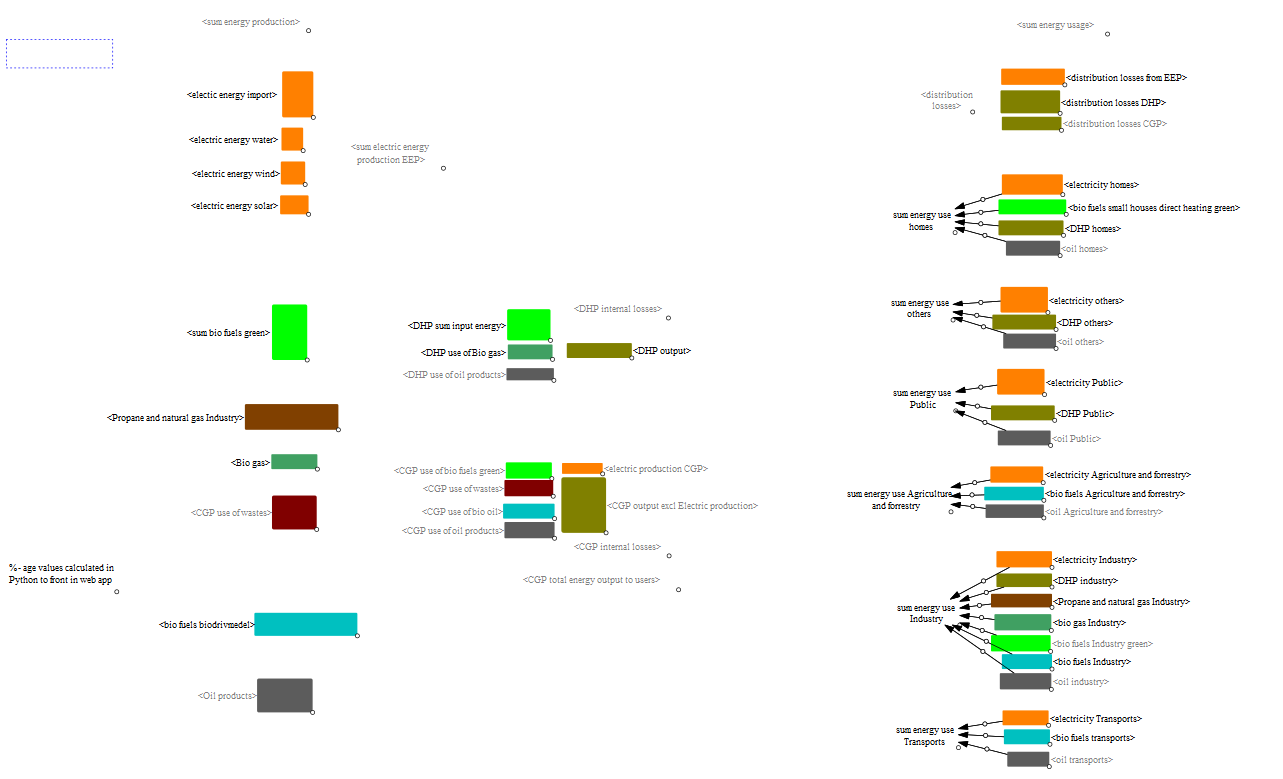 <sum energy production>
<electic energy import>
<electric energy water>
<electric energy wind>
<electric energy solar>
<sum electric energy
production EEP>
<sum bio fuels green>
<Propane and natural gas Industry>
<Bio gas>
<CGP use of wastes>
%- age values calculated in
Python to front in web app
<bio fuels biodrivmedel>
<Oil products>
<DHP internal losses>
<DHP sum input energy>
<DHP use of Bio gas>
<DHP output>
<DHP use of oil products>
<CGP use of bio fuels green>
<electric production CGP>
<CGP use of wastes>
<CGP output excl Electric production>
<CGP use of bio oil>
<CGP use of oil products>
<CGP internal losses>
<CGP total energy output to users>
<sum energy usage>
<distribution
losses>
<distribution losses from EEP>
<distribution losses DHP>
<distribution losses CGP>
sum energy use
homes
<electricity homes>
<bio fuels small houses direct heating green>
<DHP homes>
<oil homes>
sum energy use
others
<electricity others>
<DHP others>
<oil others>
sum energy use
Public
<electricity Public>
<DHP Public>
<oil Public>
sum energy use Agriculture
and forrestry
<electricity Agriculture and forrestry>
<bio fuels Agriculture and forrestry>
<oil Agriculture and forrestry>
sum energy use
Industry
<electricity Industry>
<DHP industry>
<Propane and natural gas Industry>
<bio gas Industry>
<bio fuels Industry green>
<bio fuels Industry>
<oil industry>
sum energy use
Transports
<electricity Transports>
<bio fuels transports>
<oil transports>